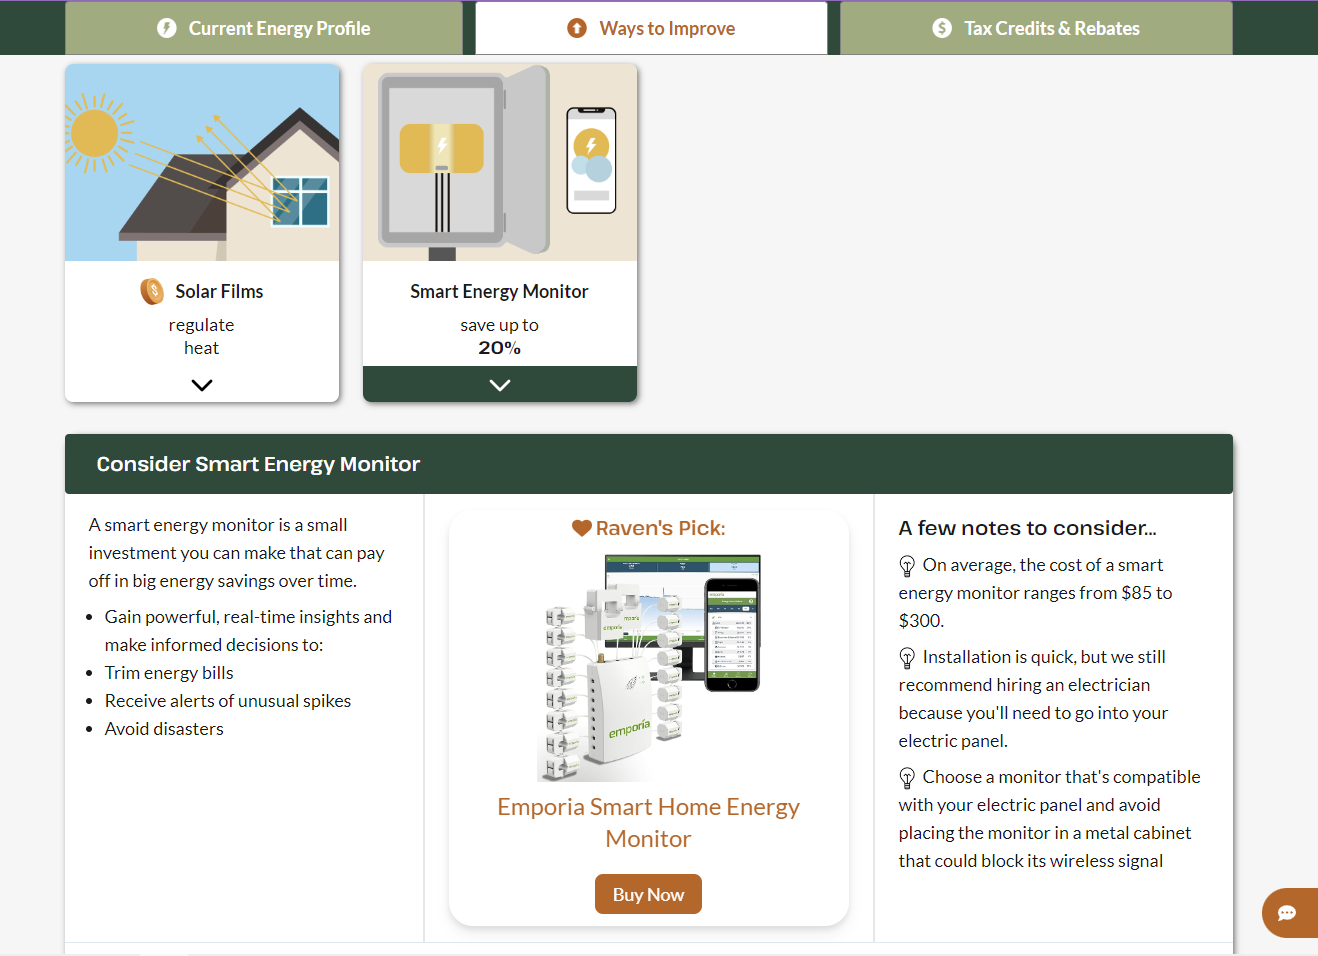 Current Energy Profile
Ways to Improve
Tax Credits & Rebates
Solar Films
regulate
heat
Smart Energy Monitor
save up to
20%
Consider Smart Energy Monitor
A smart energy monitor is a small
investment you can make that can pay
off in big energy savings over time.
• Gain powerful, real-time insights and
make informed decisions to:
• Trim energy bills
• Receive alerts of unusual spikes
• Avoid disasters
Raven's Pick:
emporia
Emporia Smart Home Energy
Monitor
Buy Now
A few notes to consider...
On average, the cost of a smart
energy monitor ranges from $85 to
$300.
Installation is quick, but we still
recommend hiring an electrician
because you'll need to go into your
electric panel.
Choose a monitor that's compatible
with your electric panel and avoid
placing the monitor in a metal cabinet
that could block its wireless signal